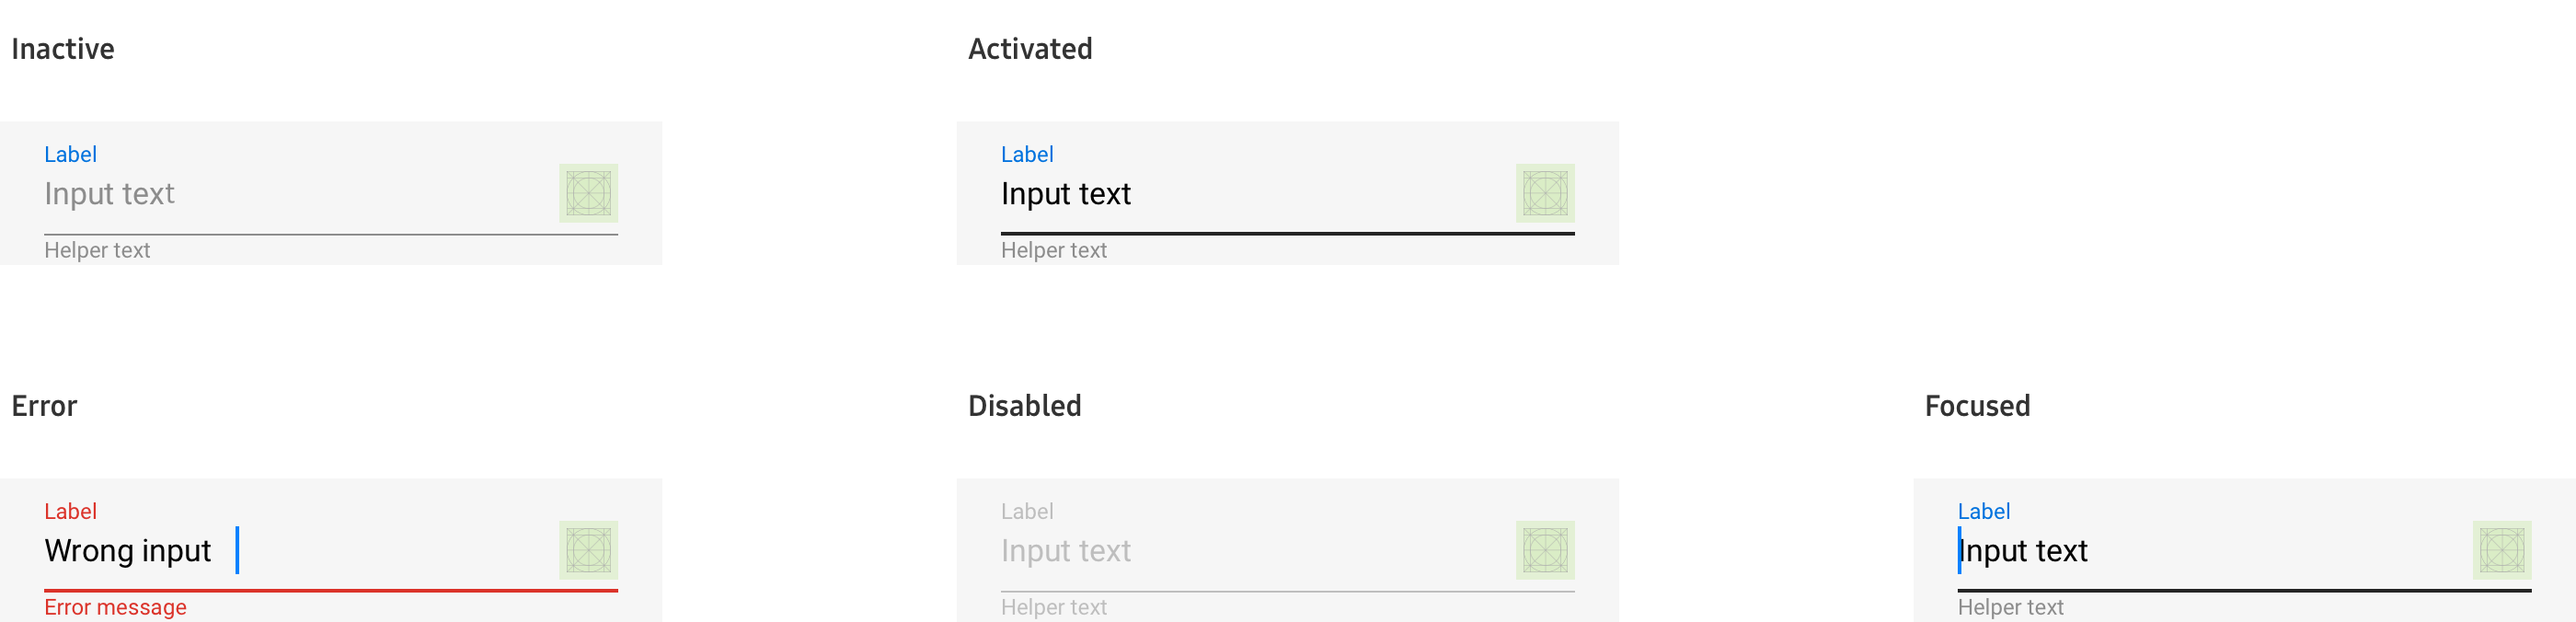 Inactive
Label
Input text
Helper text
Activated
Label
Input text
Helper text
Error
Label
Wrong input
Error message
Disabled
Label
Input text
Helper text
Focused
Label
Input text
Helper text